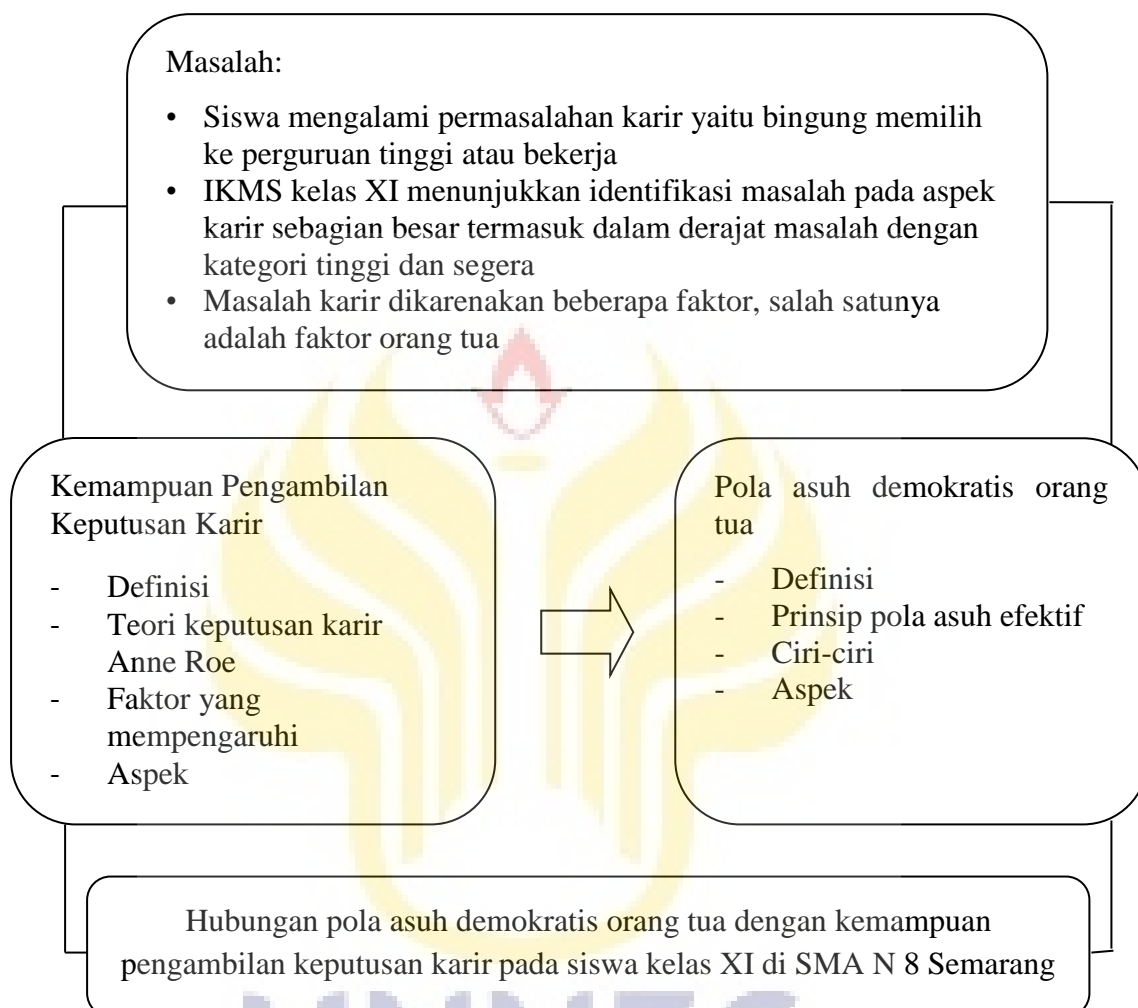 Masalah:
• Siswa mengalami permasalahan karir yaitu bingung memilih
ke perguruan tinggi atau bekerja
• IKMS kelas XI menunjukkan identifikasi masalah pada aspek
karir sebagian besar termasuk dalam derajat masalah dengan
kategori tinggi dan segera
• Masalah karir dikarenakan beberapa faktor, salah satunya
adalah faktor orang tua
Kemampuan Pengambilan
Keputusan Karir
- Definisi
- Teori keputusan karir
Anne Roe
- Faktor yang
mempengaruhi
- Aspek
Pola asuh demokratis orang
tua
- Definisi
- Prinsip pola asuh efektif
- Ciri-ciri
- Aspek
Hubungan pola asuh demokratis orang tua dengan kemampuan
pengambilan keputusan karir pada siswa kelas XI di SMA N 8 Semarang